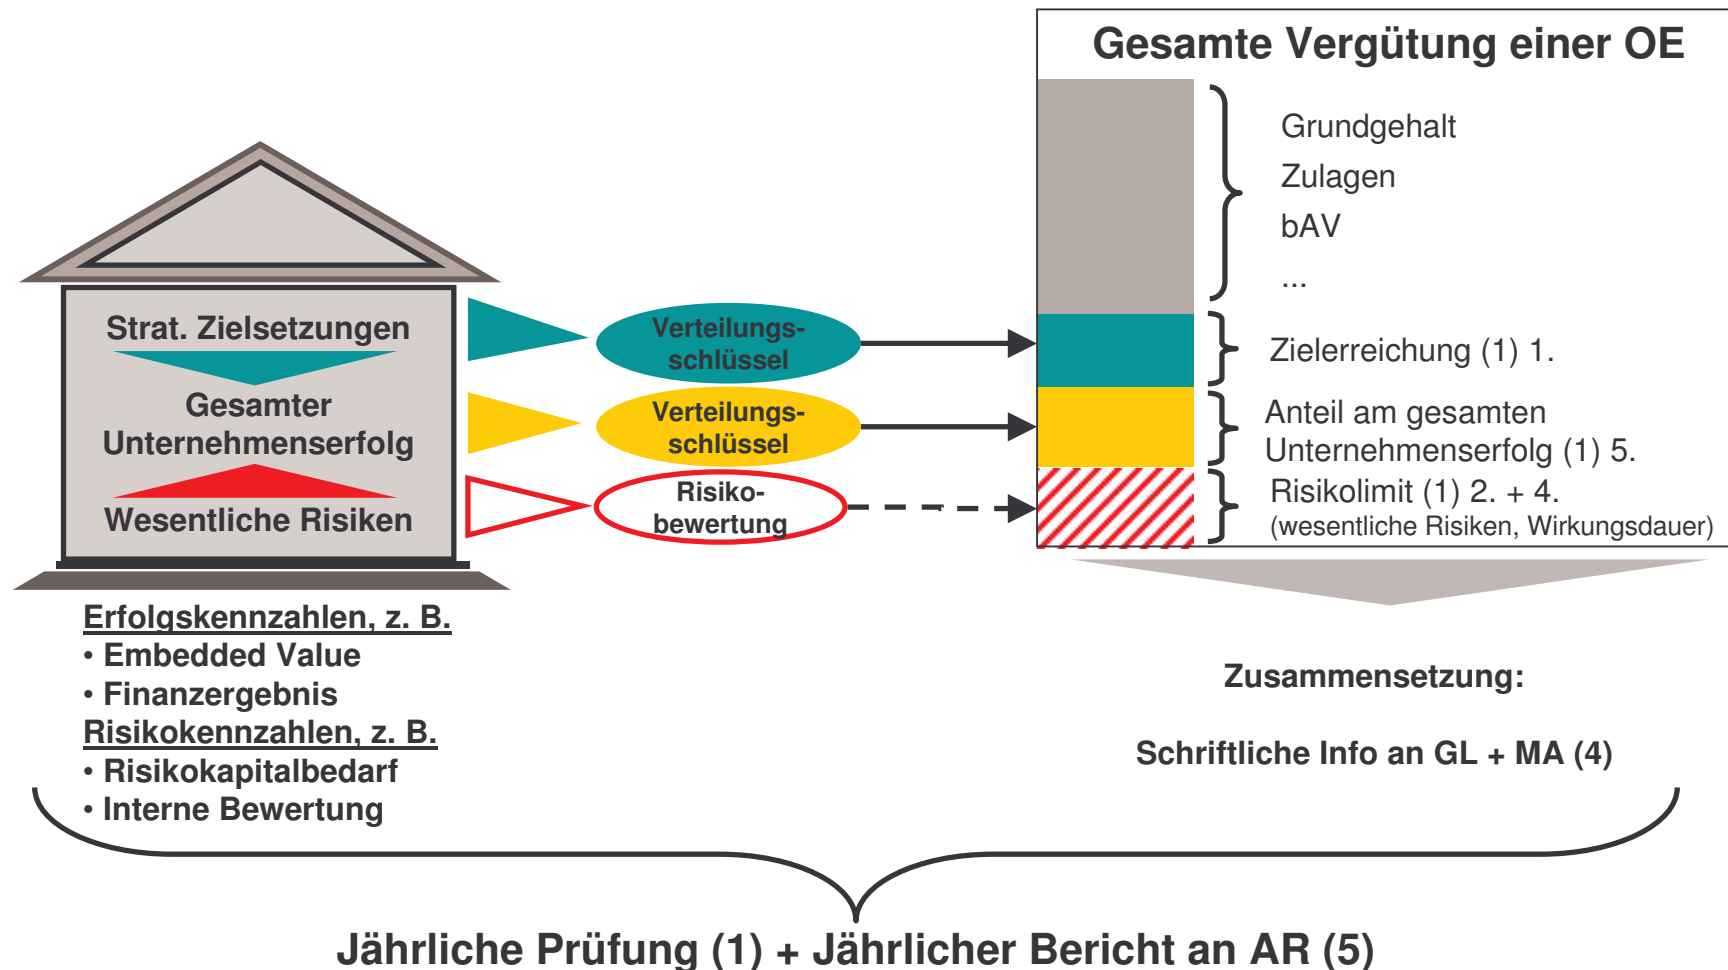 Gesamte Vergütung einer OE
Grundgehalt
Zulagen
bAV
...
Strat. Zielsetzungen
Gesamter
Unternehmenserfolg
Wesentliche Risiken
Verteilungs-
schlüssel
Verteilungs-
schlüssel
Risiko-
bewertung
Zielerreichung (1) 1.
Anteil am gesamten
Unternehmenserfolg (1) 5.
Risikolimit (1) 2. + 4.
(wesentliche Risiken, Wirkungsdauer)
Erfolgskennzahlen, z. B.
• Embedded Value
• Finanzergebnis
Risikokennzahlen, z. B.
• Risikokapitalbedarf
• Interne Bewertung
Zusammensetzung:
Schriftliche Info an GL + MA (4)
Jährliche Prüfung (1) + Jährlicher Bericht an AR (5)